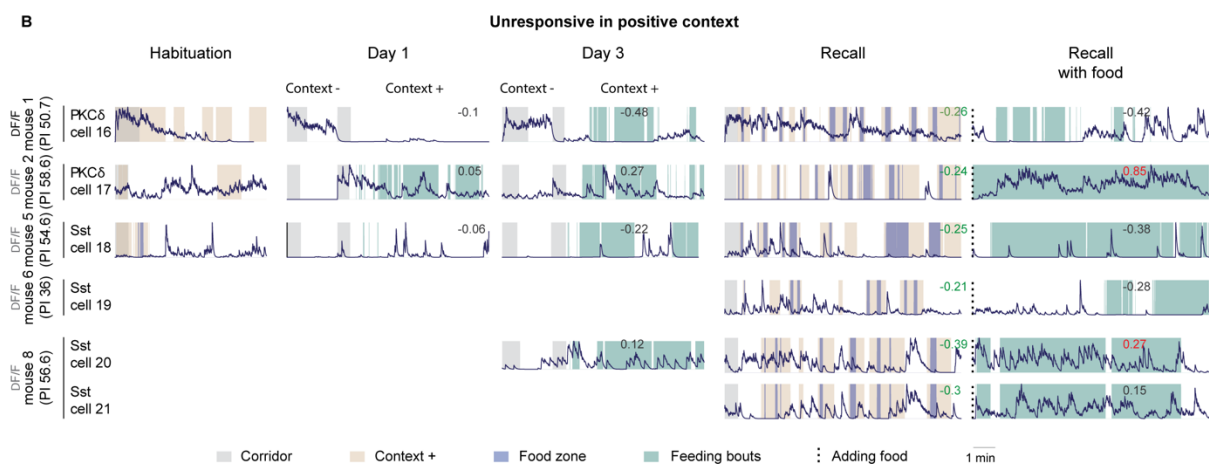 B
Unresponsive in positive context
Habituation
Day 1
Day 3
Recall
Recall
with food
Context - Context +
Context - Context +
DF/F
mouse 1
(PI 50.7)
PKCδ
cell 16
-0.1
-0.48
-0.26
-0.42
DF/F
mouse 2
(PI 58.6)
PKCδ
cell 17
0.05
0.27
-0.24
0.85
DF/F
mouse 5
(PI 54.6)
Sst
cell 18
-0.06
-0.22
-0.25
-0.38
DF/F
mouse 6
(PI 36)
Sst
cell 19
-0.21
-0.28
DF/F
mouse 8
(PI 56.6)
Sst
cell 20
0.12
-0.39
0.27
Sst
cell 21
-0.3
0.15
Corridor Context + Food zone Feeding bouts Adding food 1 min